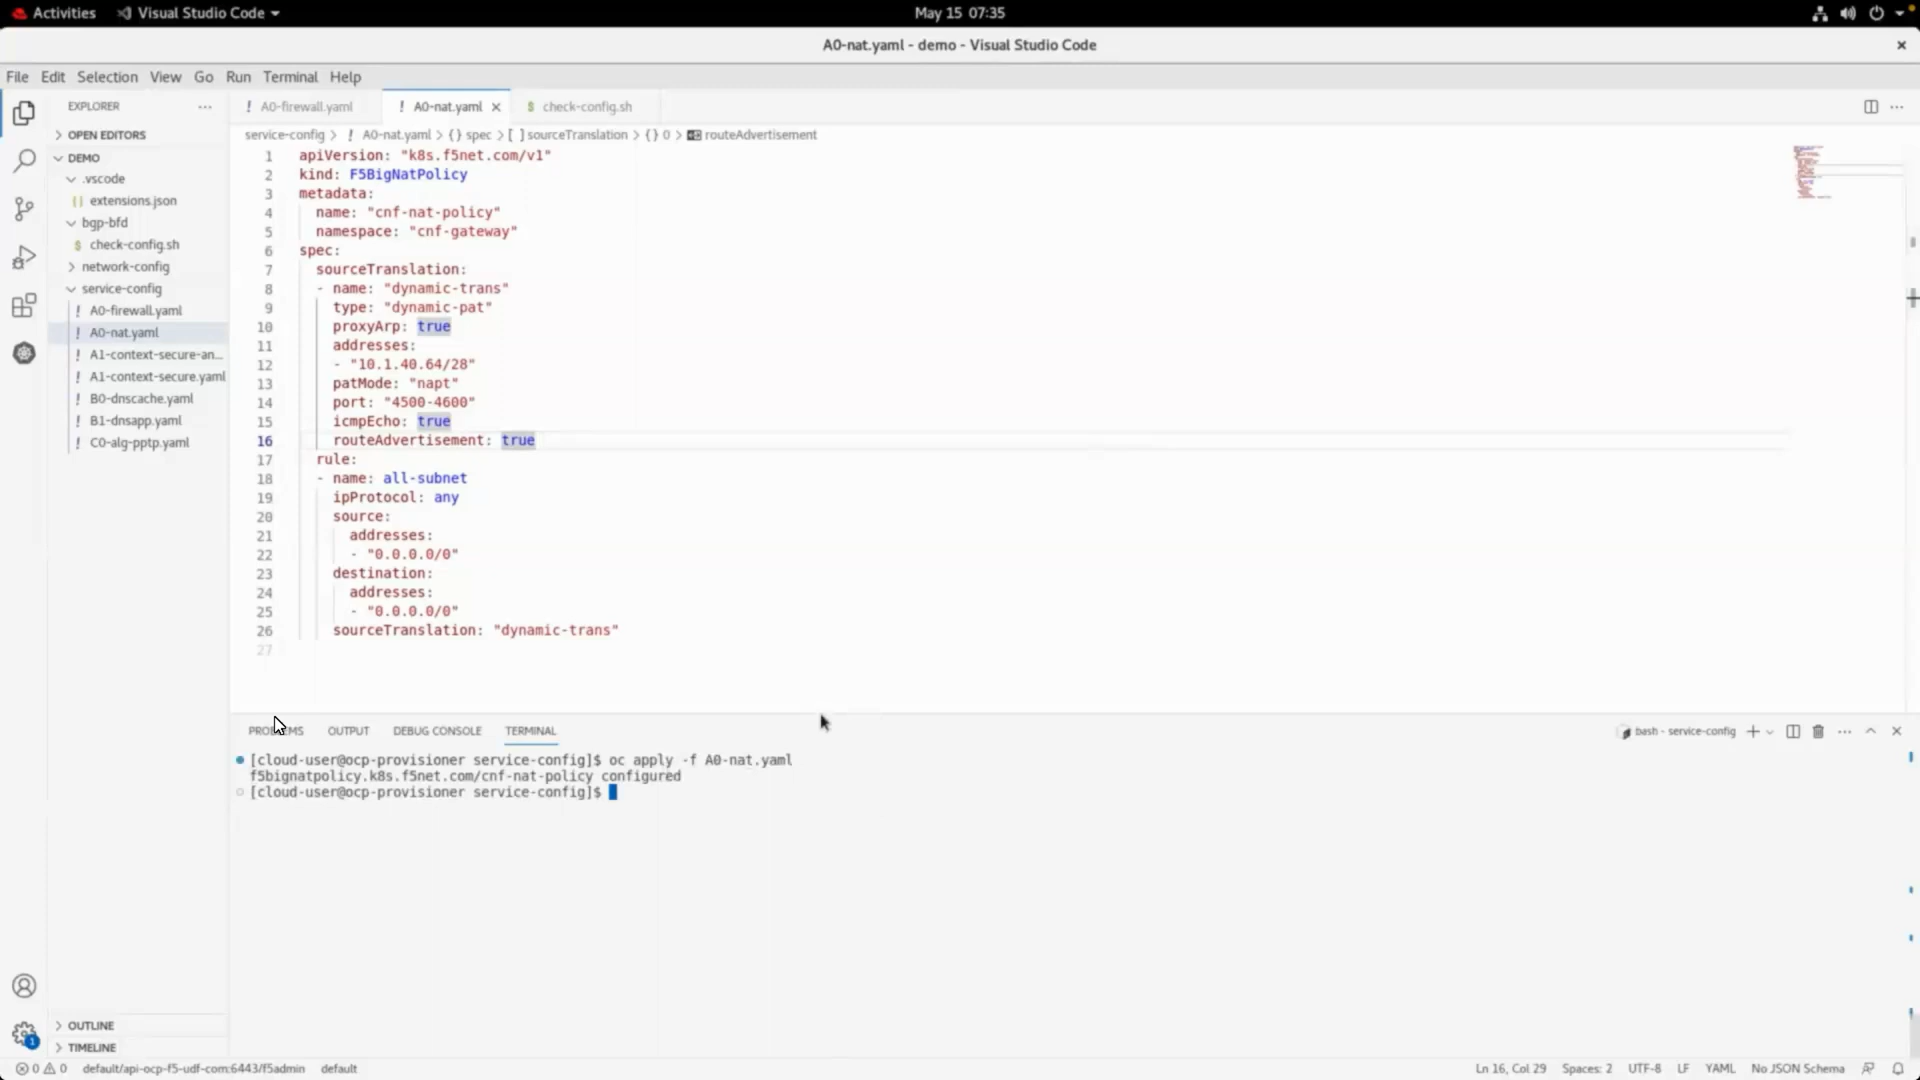 Activities Visual Studio Code May 15 07:35
A0-nat.yaml - demo - Visual Studio Code
File Edit Selection View Go Run Terminal Help
EXPLORER
OPEN EDITORS
DEMO
.vscode
extensions.json
bgp-bfd
$ check-config.sh
network-config
service-config
! A0-firewall.yaml
! A0-nat.yaml
! A1-context-secure-an...
! A1-context-secure.yaml
! B0-dnscache.yaml
! B1-dnsapp.yaml
! C0-alg-pptp.yaml
OUTLINE
TIMELINE
! A0-firewall.yaml ! A0-nat.yaml $ check-config.sh
service-config > ! A0-nat.yaml > {} spec > [ ] sourceTranslation > {} 0 > routeAdvertisement
1 apiVersion: "k8s.f5net.com/v1"
2 kind: F5BigNatPolicy
3 metadata:
4 name: "cnf-nat-policy"
5 namespace: "cnf-gateway"
6 spec:
7 sourceTranslation:
8 - name: "dynamic-trans"
9 type: "dynamic-pat"
10 proxyArp: true
11 addresses:
12 - "10.1.40.64/28"
13 patMode: "napt"
14 port: "4500-4600"
15 icmpEcho: true
16 routeAdvertisement: true
17 rule:
18 - name: all-subnet
19 ipProtocol: any
20 source:
21 addresses:
22 - "0.0.0.0/0"
23 destination:
24 addresses:
25 - "0.0.0.0/0"
26 sourceTranslation: "dynamic-trans"
27
PROBLEMS OUTPUT DEBUG CONSOLE TERMINAL bash - service-config
[cloud-user@ocp-provisioner service-config]$ oc apply -f A0-nat.yaml
f5bignatpolicy.k8s.f5net.com/cnf-nat-policy configured
[cloud-user@ocp-provisioner service-config]$
1
0 0 default/api-ocp-f5-udf-com:6443/f5admin default Ln 16, Col 29 Spaces: 2 UTF-8 LF YAML No JSON Schema